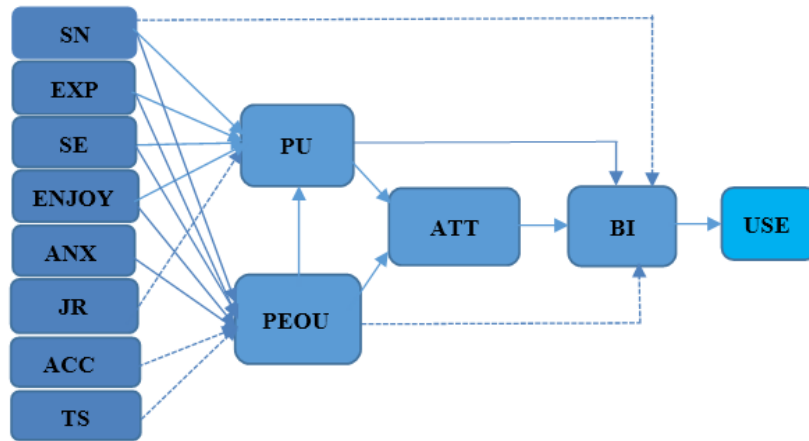 SN
EXP
SE
ENJOY
ANX
JR
ACC
TS
PU
PEOU
ATT
BI
USE